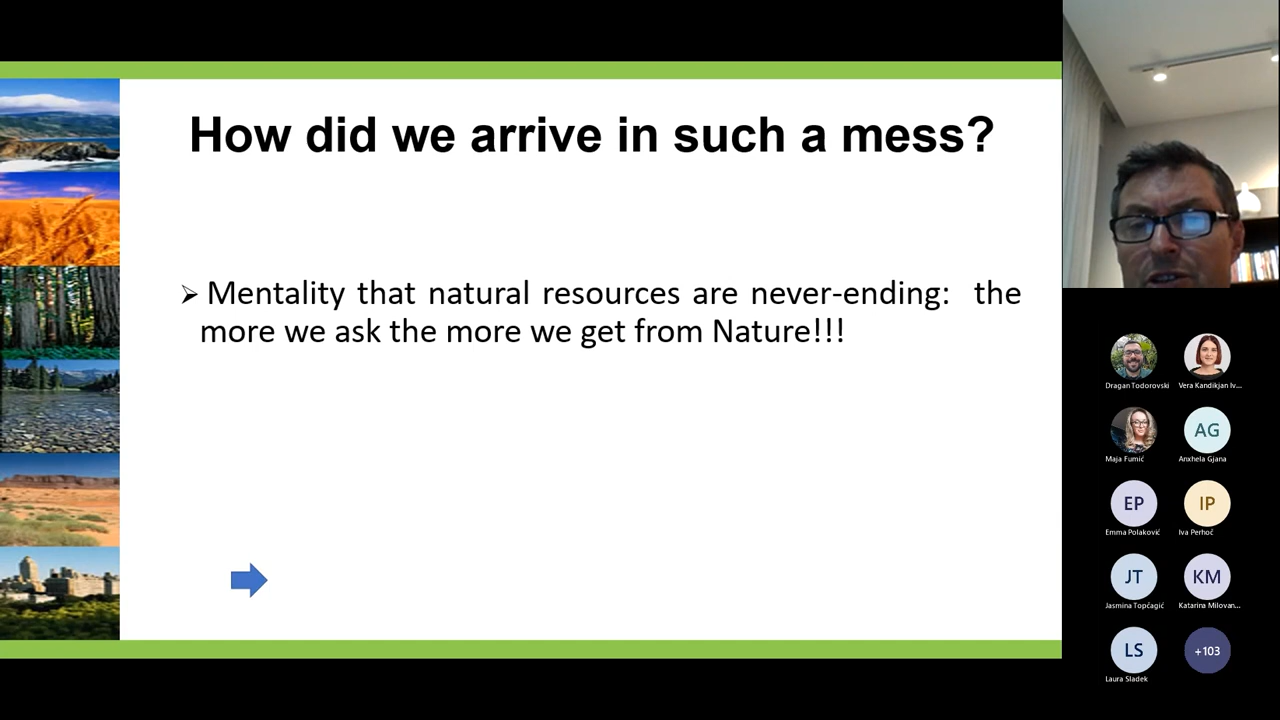 How did we arrive in such a mess?
➢ Mentality that natural resources are never-ending: the
more we ask the more we get from Nature!!!
Dragan Todorovski
Vera Kandikjan Iv...
Maja Fumić
AG
Anxhela Gjana
EP
Emma Polaković
IP
Iva Perhoč
JT
Jasmina Topčagić
KM
Katarina Milovan...
LS
Laura Sladek
+103